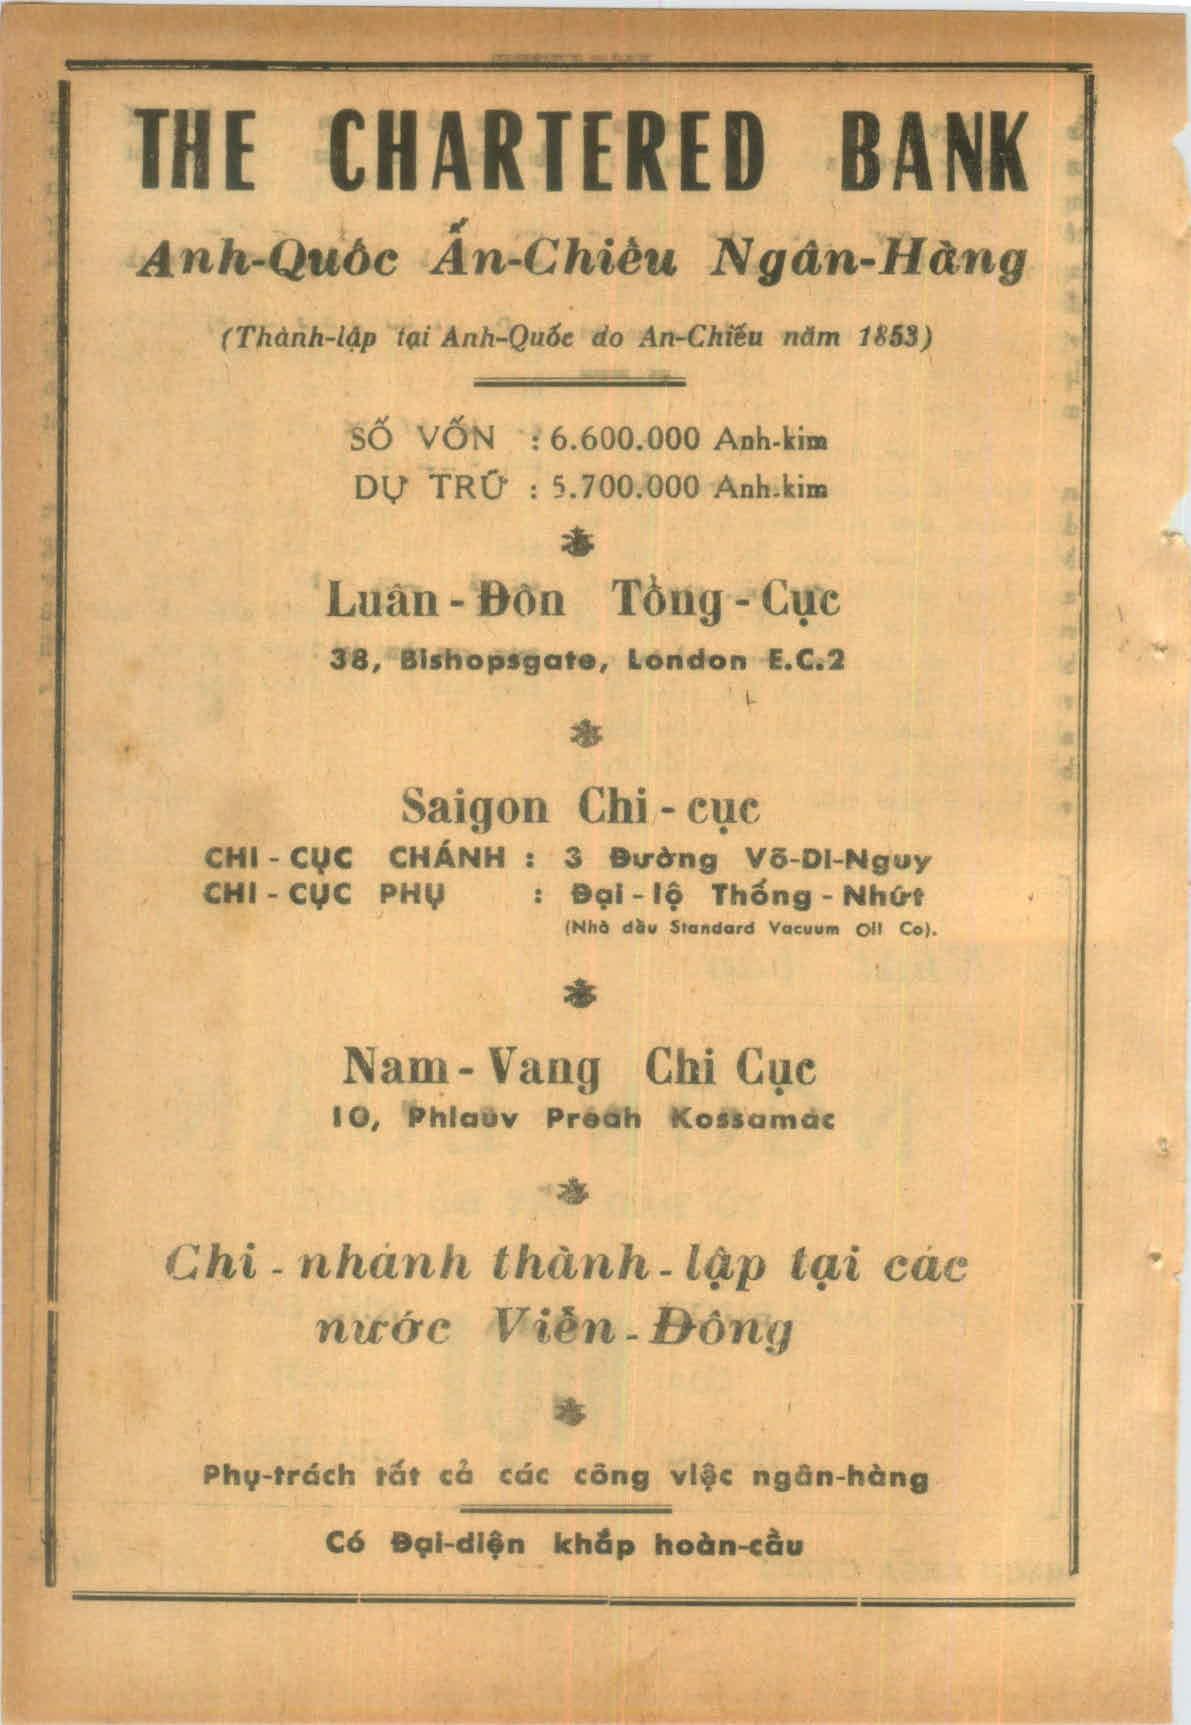 THE CHARTERED BANK
Anh-Quốc Ấn-Chiếu Ngân-Hàng
(Thành-lập tại Anh-Quốc do An-Chiếu năm 1853)
SỐ VỐN : 6.600.000 Anh-kim
DỰ TRỮ : 5.700.000 Anh-kim
Luân-Đôn Tổng-Cục
38, Bishopsgate, London E.C.2
Saigon Chi-cục
CHI-CỤC CHÁNH : 3 Đường Võ-Di-Nguy
CHI-CỤC PHỤ : Đại-lộ Thống-Nhứt
(Nhà dầu Standard Vacuum Oil Co).
Nam-Vang Chi Cục
10, Phlauv Preah Kossamác
Chi-nhánh thành-lập tại các
nước Viễn-Đông
Phụ-trách tất cả các công việc ngân-hàng
Có Đại-diện khắp hoàn-cầu